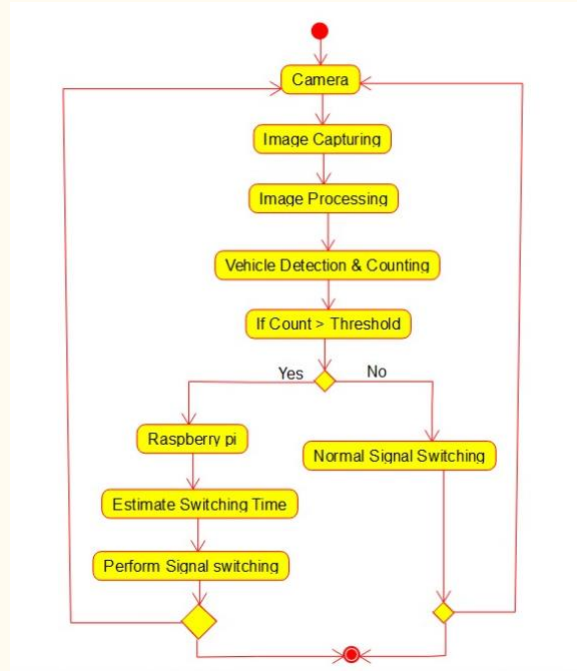 Camera
Image Capturing
Image Processing
Vehicle Detection & Counting
If Count > Threshold
Yes
No
Raspberry pi
Normal Signal Switching
Estimate Switching Time
Perform Signal switching